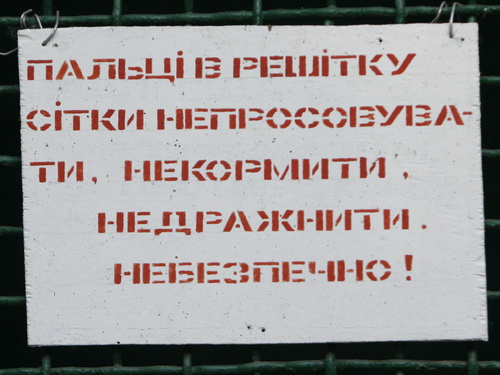 ПАЛЬЦІ В РЕШІТКУ
СІТКИ НЕПРОСОВУВА-
ТИ, НЕКОРМИТИ,
НЕДРАЖНИТИ.
НЕБЕЗПЕЧНО!